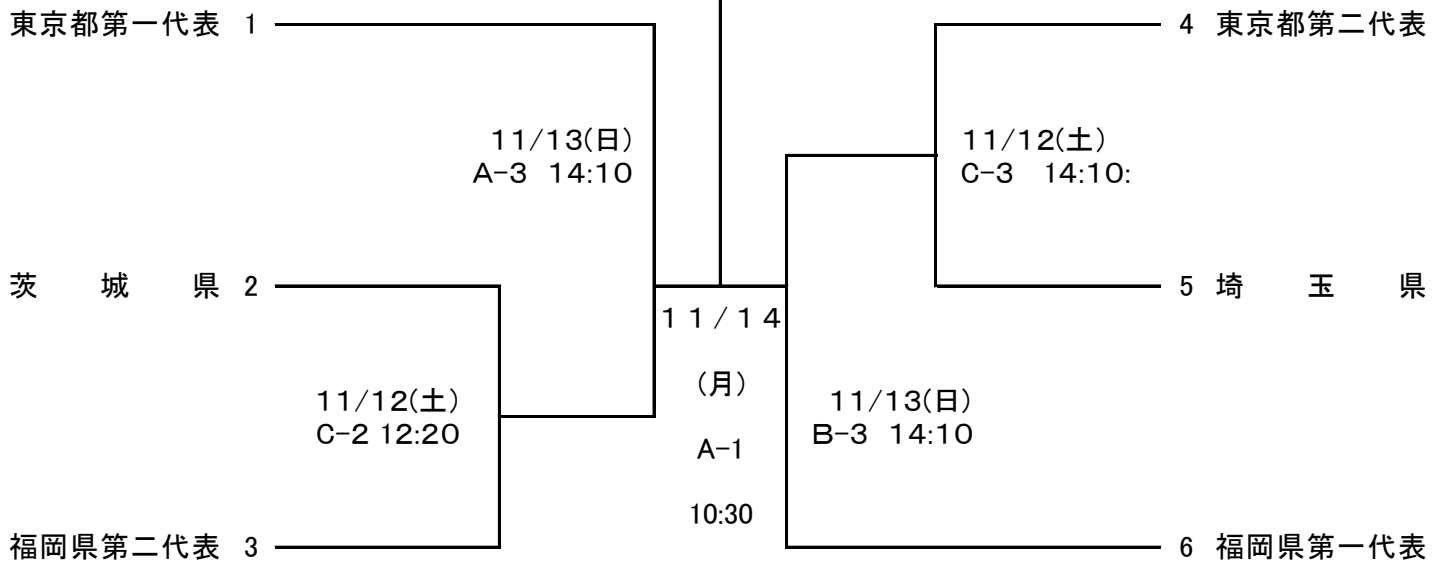 東京都第一代表 1
4 東京都第二代表
11/13(日)
A-3 14:10
11/12(土)
C-3 14:10:
茨 城 県 2
5 埼 玉 県
11/14
(月)
A-1
10:30
11/12(土)
C-2 12:20
11/13(日)
B-3 14:10
福岡県第二代表 3
6 福岡県第一代表